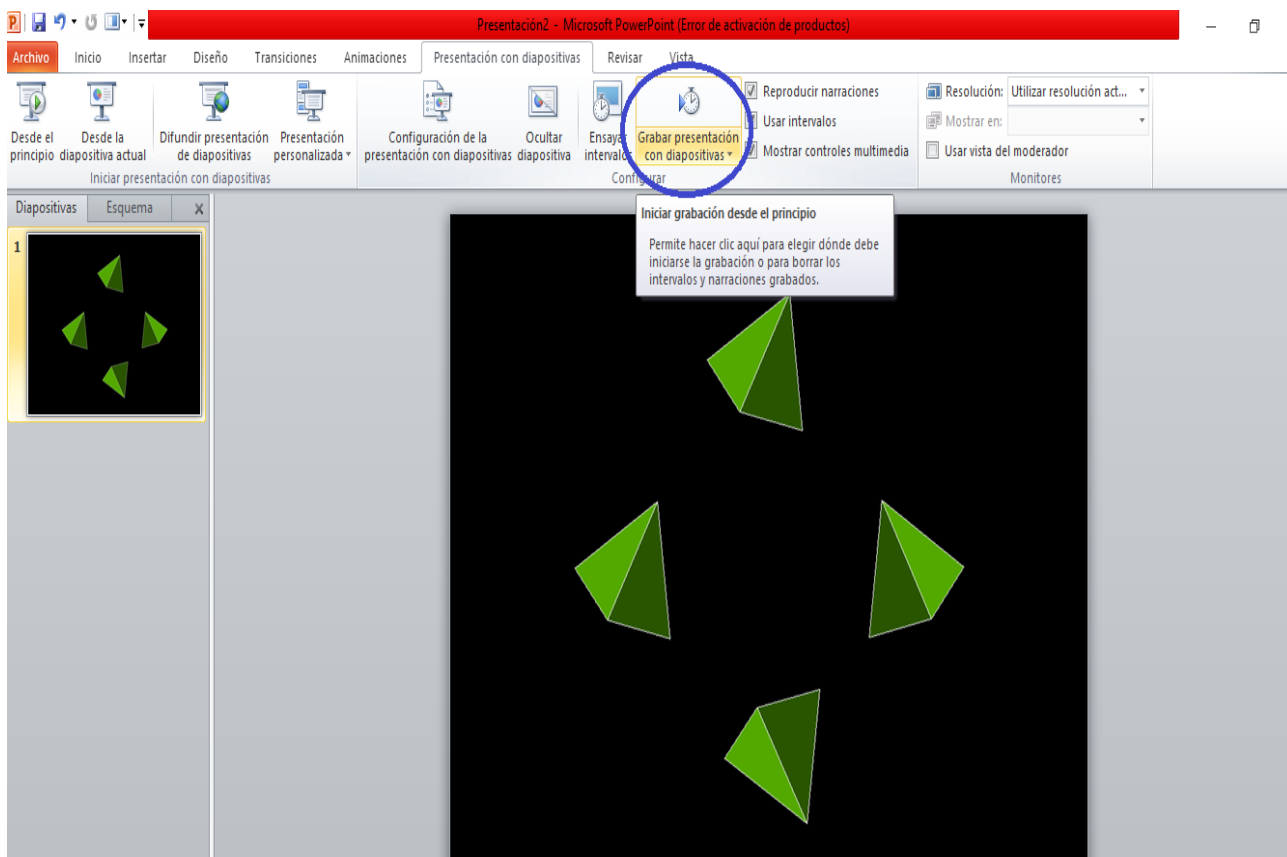 Presentación2 - Microsoft PowerPoint (Error de activación de productos)
Archivo Inicio Insertar Diseño Transiciones Animaciones Presentación con diapositivas Revisar Vista
Desde el principio
Desde la diapositiva actual
Difundir presentación de diapositivas
Presentación personalizada
Iniciar presentación con diapositivas
Configuración de la presentación con diapositivas
Ocultar diapositiva
Ensayar intervalos
Grabar presentación con diapositivas
Reproducir narraciones
Usar intervalos
Mostrar controles multimedia
Configurar
Resolución: Utilizar resolución act...
Mostrar en:
Usar vista del moderador
Monitores
Diapositivas Esquema
1
Iniciar grabación desde el principio
Permite hacer clic aquí para elegir dónde debe
iniciarse la grabación o para borrar los
intervalos y narraciones grabados.